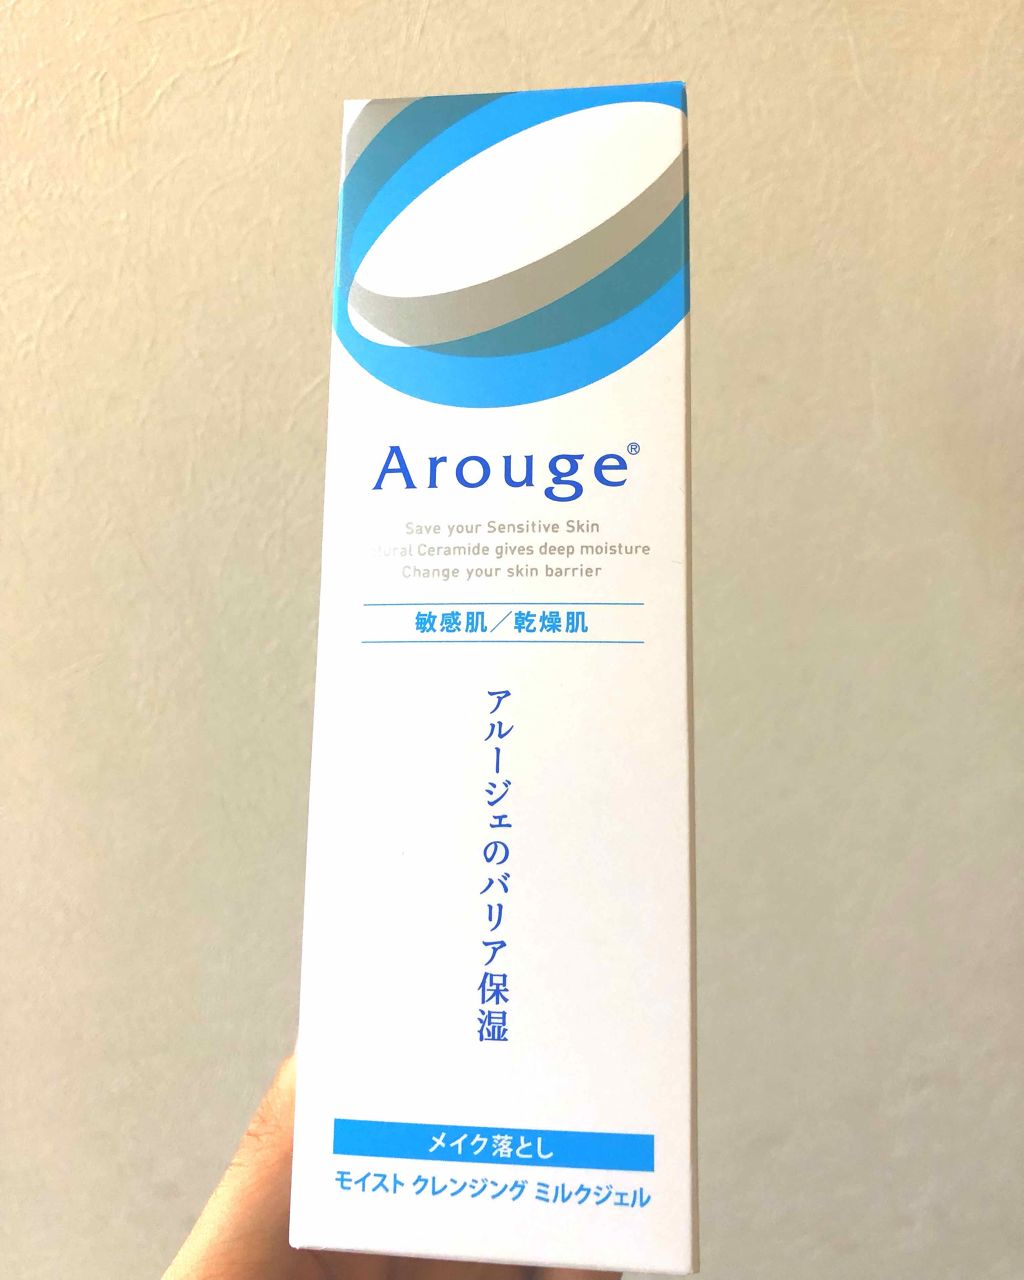 Arouge®
Save your Sensitive Skin
Ceramide gives deep moisture
Change your skin barrier
敏感肌／乾燥肌
アルージェのバリア保湿
メイク落とし
モイスト クレンジング ミルクジェル